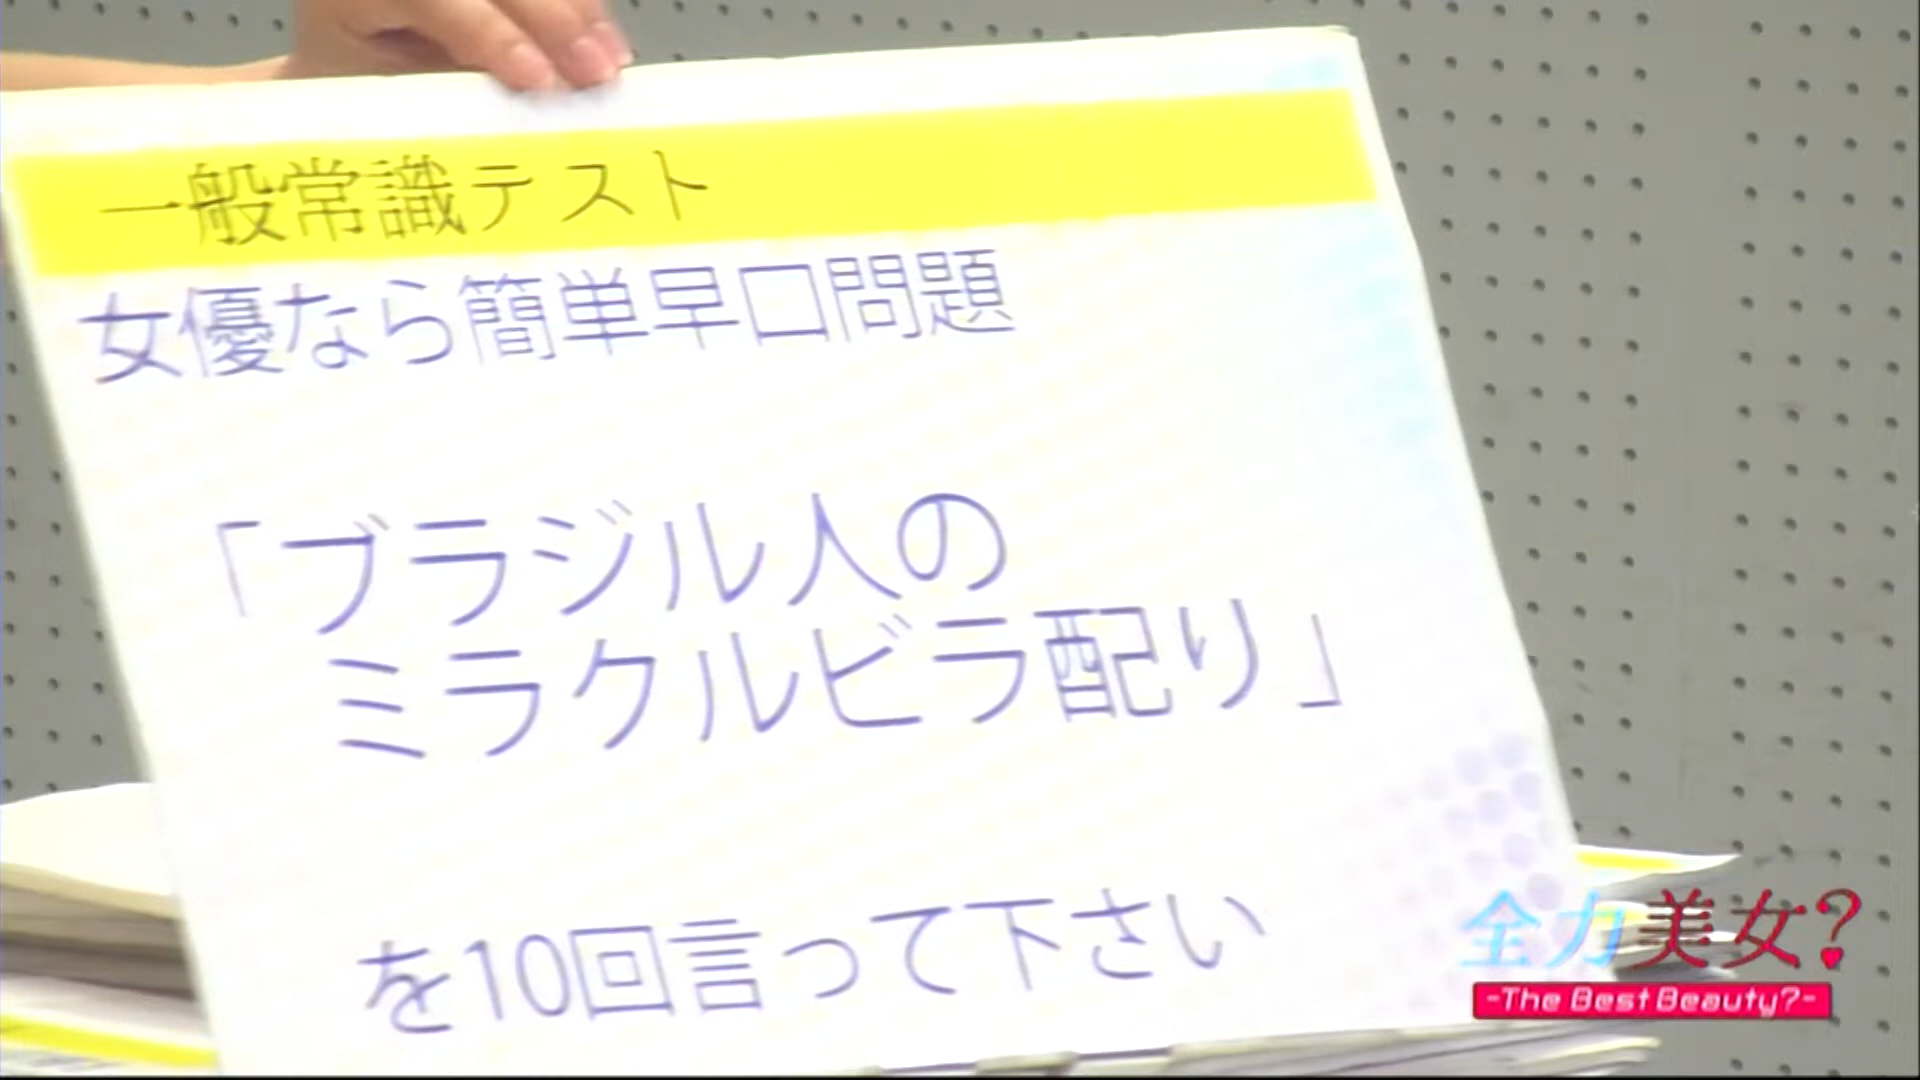 一般常識テスト
女優なら簡単早口問題
「ブラジル人の
ミラクルビラ配り」
を10回言って下さい
全力美女?
-The Best Beauty?-